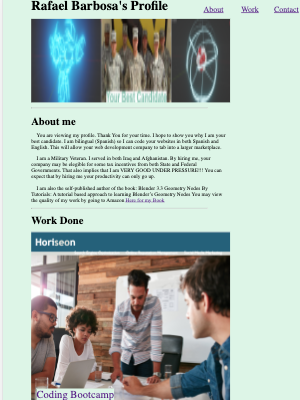 Rafael Barbosa's Profile
About Work Contact
Your Best Candidate
About me
You are viewing my profile. Thank You for your time. I hope to show you why I am your
best candidate. I am bilingual (Spanish) so I can code your websites in both Spanish and
English. This will allow your web development company to tab into a larger marketplace.
I am a Military Veteran. I served in both Iraq and Afghanistan. By hiring me, your
company may be elegible for some tax incentives from both State and Federal
Governments. That also implies that I am VERY GOOD UNDER PRESSURE!!! You can
expect that by hiring me your productivity can only go up.
I am also the self-published author of the book: Blender 3.3 Geometry Nodes By
Tutorials: A tutorial based approach to learning Blender's Geometry Nodes You may view
the quality of my work by going to Amazon Here for my Book
Work Done
Horiseon
Coding Bootcamp